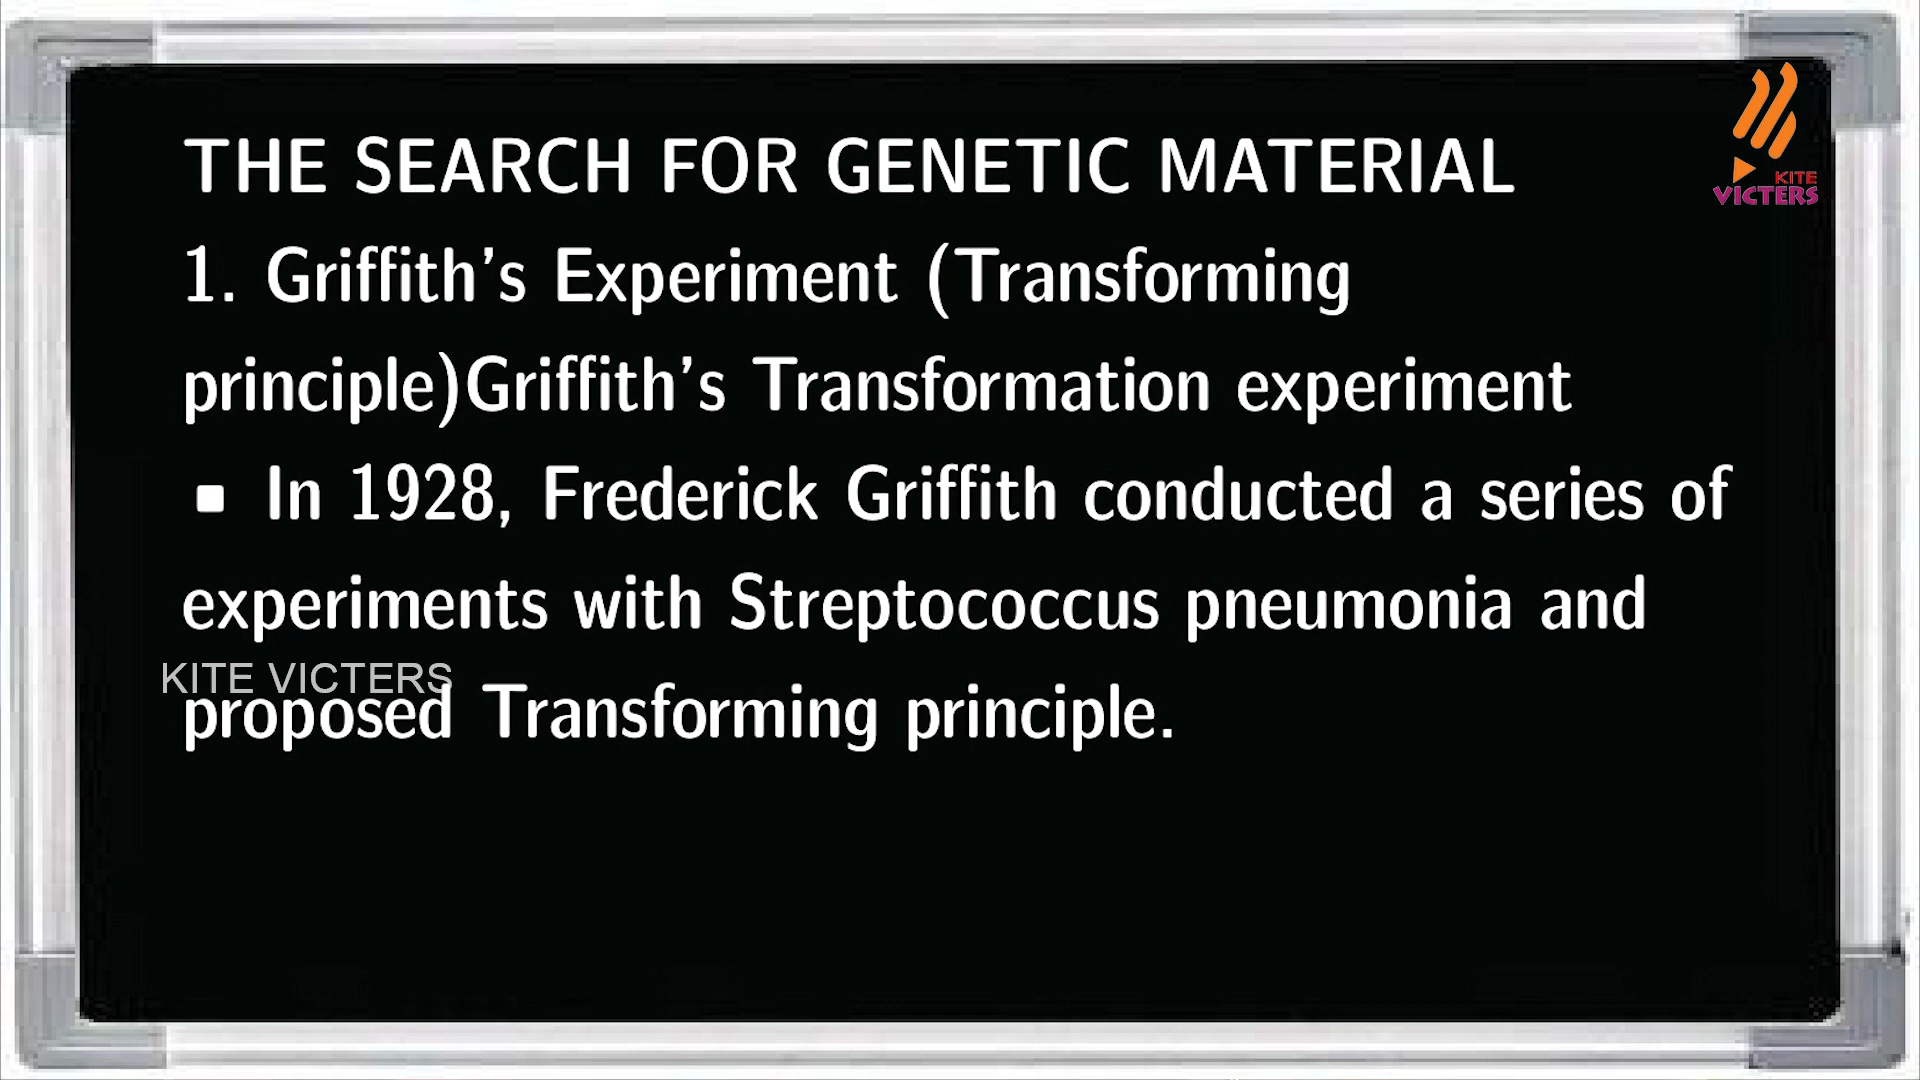 THE SEARCH FOR GENETIC MATERIAL
KITE
VICTERS
1. Griffith's Experiment (Transforming
principle)Griffith's Transformation experiment
▪ In 1928, Frederick Griffith conducted a series of
experiments with Streptococcus pneumonia and
KITE VICTERS
proposed Transforming principle.